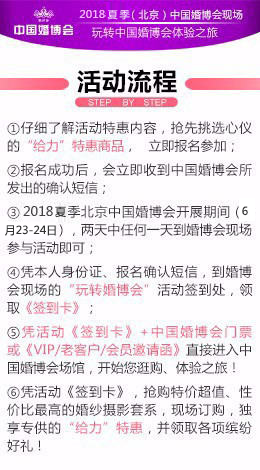 中国婚博会
2018夏季(北京)中国婚博会现场
玩转中国婚博会体验之旅
活动流程
STEP BY STEP
①仔细了解活动特惠内容，抢先挑选心仪
的“给力”特惠商品， 立即报名参加；
②报名成功后，会立即收到中国婚博会所
发出的确认短信；
③ 2018夏季北京中国婚博会开展期间（6
月23-24日），两天中任何一天到婚博会现场
参与活动即可；
④凭本人身份证、报名确认短信，到婚博
会现场的“玩转婚博会”活动签到处，领
取《签到卡》；
⑤凭活动《签到卡》+中国婚博会门票
或《VIP/老客户/会员邀请函》直接进入中
国婚博会场馆，开始您逛购、体验之旅！
⑥凭活动《签到卡》，抢购特价超值、性
价比最高的婚纱摄影套系，现场订购，独
享专供的“给力”特惠，并领取各项缤纷
好礼！